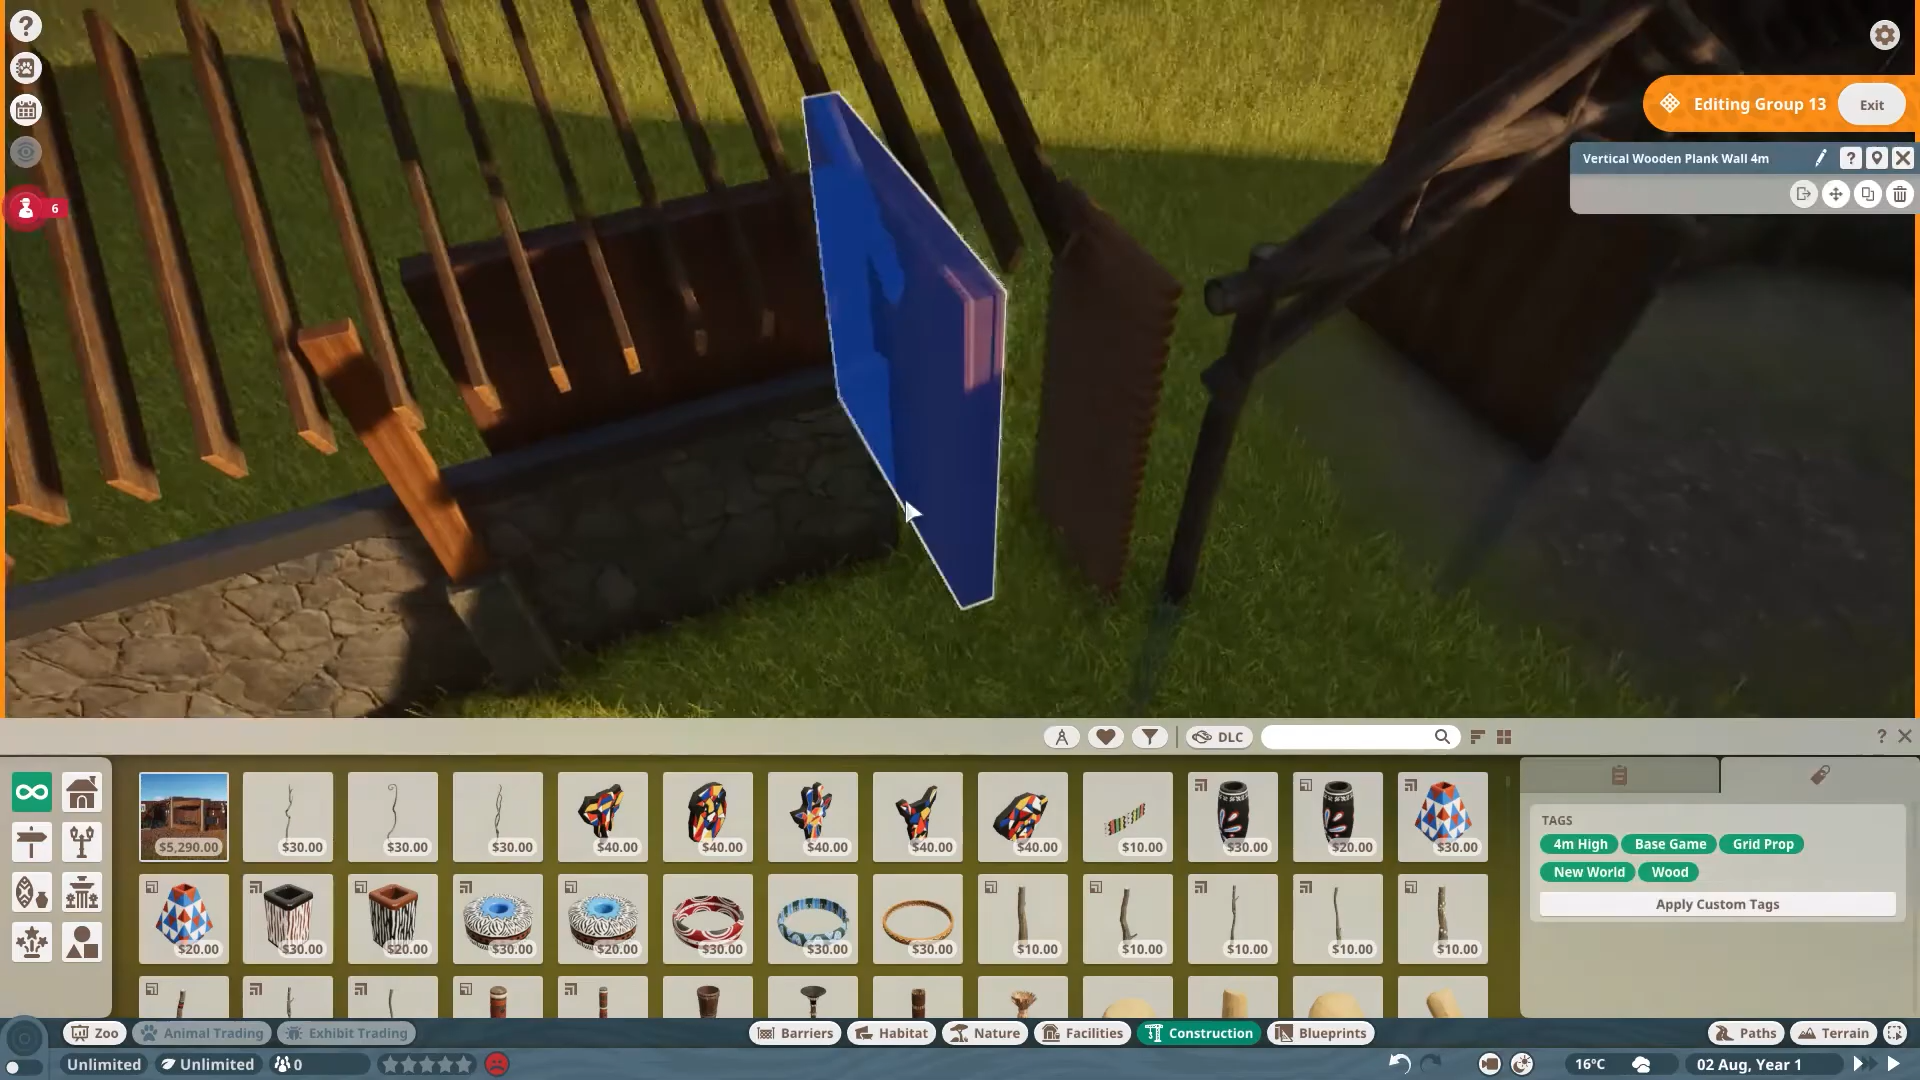 ?
Editing Group 13
Exit
Vertical Wooden Plank Wall 4m
?
6
DLC
?
$5,290.00
$30.00
$30.00
$30.00
$40.00
$40.00
$40.00
$40.00
$40.00
$10.00
$30.00
$20.00
$30.00
$20.00
$30.00
$20.00
$30.00
$20.00
$30.00
$30.00
$30.00
$10.00
$10.00
$10.00
$10.00
$10.00
TAGS
4m High
Base Game
Grid Prop
New World
Wood
Apply Custom Tags
Zoo
Animal Trading
Exhibit Trading
Barriers
Habitat
Nature
Facilities
Construction
Blueprints
Paths
Terrain
Unlimited
Unlimited
0
16°C
02 Aug, Year 1